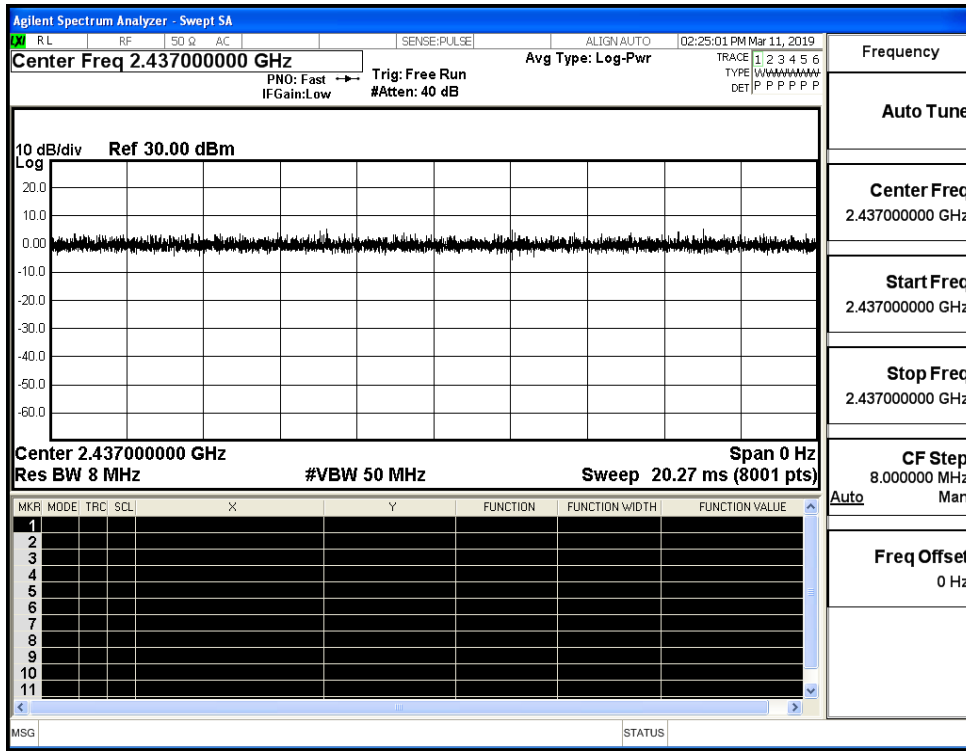 Agilent Spectrum Analyzer - Swept SA
LXI RL RF 50 Ω AC SENSE:PULSE ALIGN AUTO 02:25:01 PM Mar 11, 2019
Center Freq 2.437000000 GHz
PNO: Fast
IFGain:Low
Trig: Free Run
#Atten: 40 dB
Avg Type: Log-Pwr
TRACE 1 2 3 4 5 6
TYPE
DET P P P P P P
10 dB/div Ref 30.00 dBm
Log
20.0
10.0
0.00
-10.0
-20.0
-30.0
-40.0
-50.0
-60.0
Center 2.437000000 GHz Span 0 Hz
Res BW 8 MHz #VBW 50 MHz Sweep 20.27 ms (8001 pts)
MKR MODE TRC SCL X Y FUNCTION FUNCTION WIDTH FUNCTION VALUE
1
2
3
4
5
6
7
8
9
10
11
MSG STATUS
Frequency
Auto Tune
Center Freq
2.437000000 GHz
Start Freq
2.437000000 GHz
Stop Freq
2.437000000 GHz
CF Step
8.000000 MHz
Auto Man
Freq Offset
0 Hz